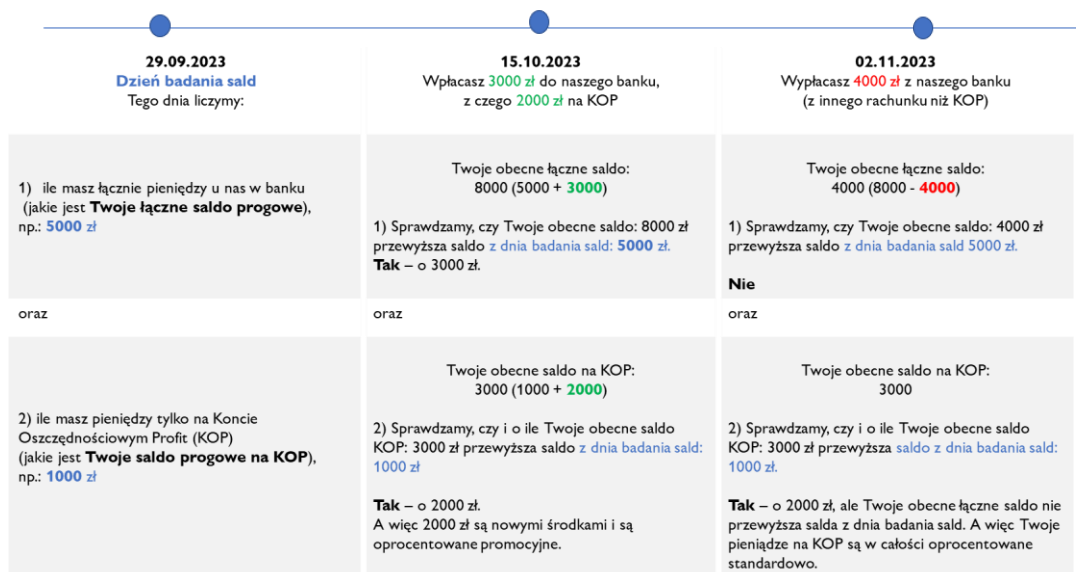 29.09.2023
Dzień badania sald
Tego dnia liczymy:
15.10.2023
Wpłacasz 3000 zł do naszego banku,
z czego 2000 zł na KOP
02.11.2023
Wypłacasz 4000 zł z naszego banku
(z innego rachunku niż KOP)
1) ile masz łącznie pieniędzy u nas w banku
(jakie jest Twoje łączne saldo progowe),
np.: 5000 zł
Twoje obecne łączne saldo:
8000 (5000 + 3000)
1) Sprawdzamy, czy Twoje obecne saldo: 8000 zł
przewyższa saldo z dnia badania sald: 5000 zł.
Tak – o 3000 zł.
Twoje obecne łączne saldo:
4000 (8000 - 4000)
1) Sprawdzamy, czy Twoje obecne saldo: 4000 zł
przewyższa saldo z dnia badania sald 5000 zł.
Nie
oraz
oraz
oraz
2) ile masz pieniędzy tylko na Koncie
Oszczędnościowym Profit (KOP)
(jakie jest Twoje saldo progowe na KOP),
np.: 1000 zł
Twoje obecne saldo na KOP:
3000 (1000 + 2000)
2) Sprawdzamy, czy i o ile Twoje obecne saldo
KOP: 3000 zł przewyższa saldo z dnia badania sald:
1000 zł
Tak – o 2000 zł.
A więc 2000 zł są nowymi środkami i są
oprocentowane promocyjne.
Twoje obecne saldo na KOP:
3000
2) Sprawdzamy, czy i o ile Twoje obecne saldo
KOP: 3000 zł przewyższa saldo z dnia badania sald:
1000 zł.
Tak – o 2000 zł, ale Twoje obecne łączne saldo nie
przewyższa salda z dnia badania sald. A więc Twoje
pieniądze na KOP są w całości oprocentowane
standardowo.